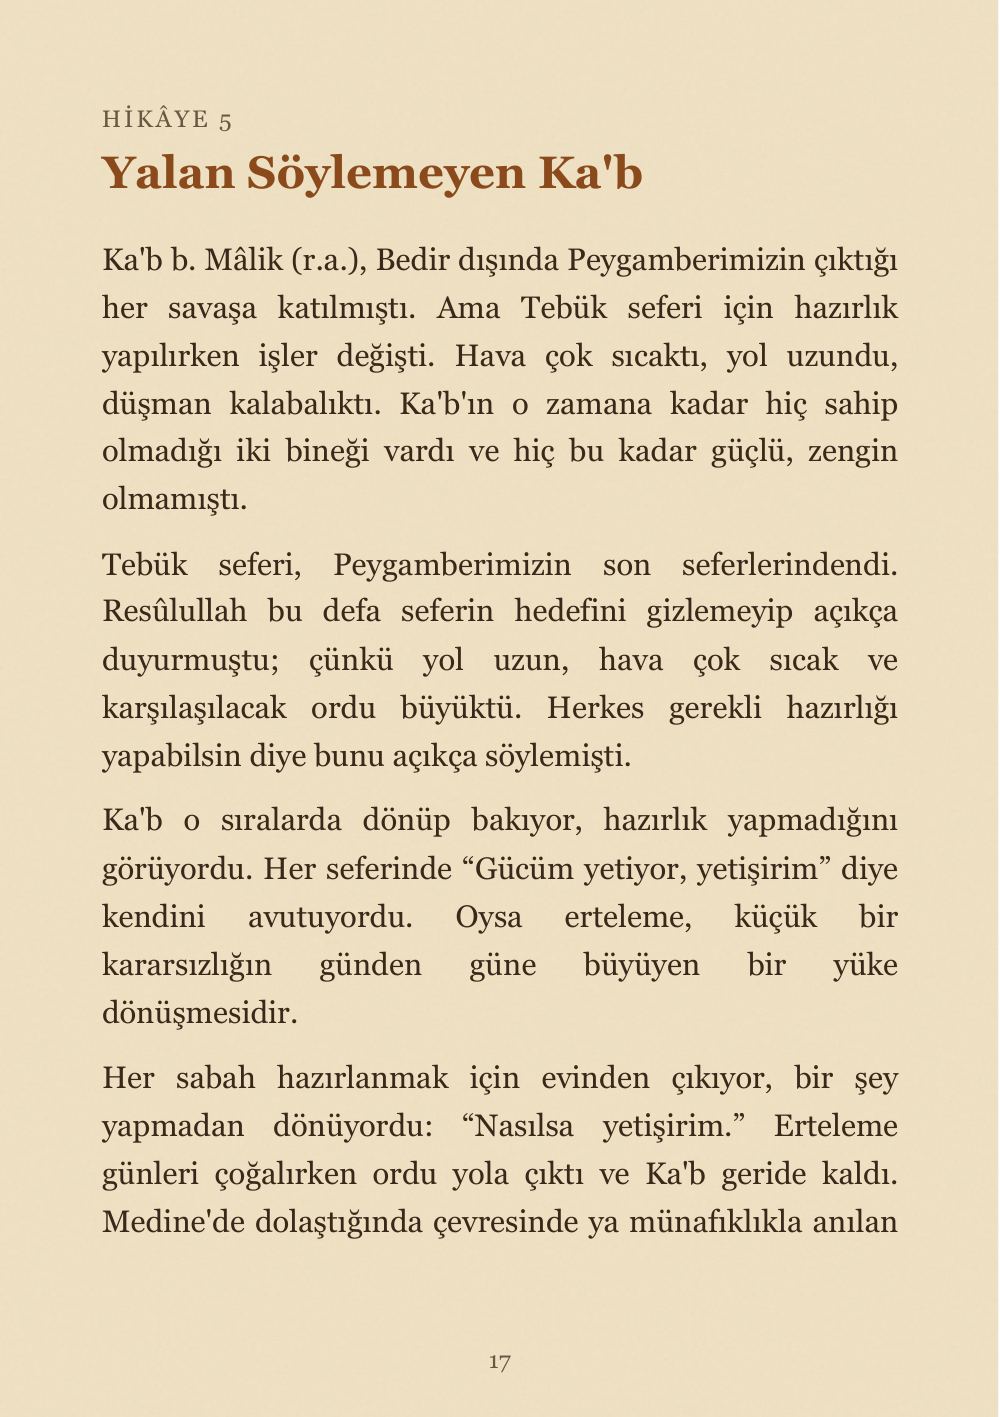 HİKÂYE 5
Yalan Söylemeyen Ka'b
Ka'b b. Mâlik (r.a.), Bedir dışında Peygamberimizin çıktığı
her savaşa katılmıştı. Ama Tebük seferi için hazırlık
yapılırken işler değişti. Hava çok sıcaktı, yol uzundu,
düşman kalabalıktı. Ka'b'ın o zamana kadar hiç sahip
olmadığı iki bineği vardı ve hiç bu kadar güçlü, zengin
olmamıştı.
Tebük seferi, Peygamberimizin son seferlerindendi.
Resûlullah bu defa seferin hedefini gizlemeyip açıkça
duyurmuştu; çünkü yol uzun, hava çok sıcak ve
karşılaşılacak ordu büyüktü. Herkes gerekli hazırlığı
yapabilsin diye bunu açıkça söylemişti.
Ka'b o sıralarda dönüp bakıyor, hazırlık yapmadığını
görüyordu. Her seferinde “Gücüm yetiyor, yetişirim” diye
kendini avutuyordu. Oysa erteleme, küçük bir
kararsızlığın günden güne büyüyen bir yüke
dönüşmesidir.
Her sabah hazırlanmak için evinden çıkıyor, bir şey
yapmadan dönüyordu: “Nasılsa yetişirim.” Erteleme
günleri çoğalırken ordu yola çıktı ve Ka'b geride kaldı.
Medine'de dolaştığında çevresinde ya münafıklıkla anılan
17